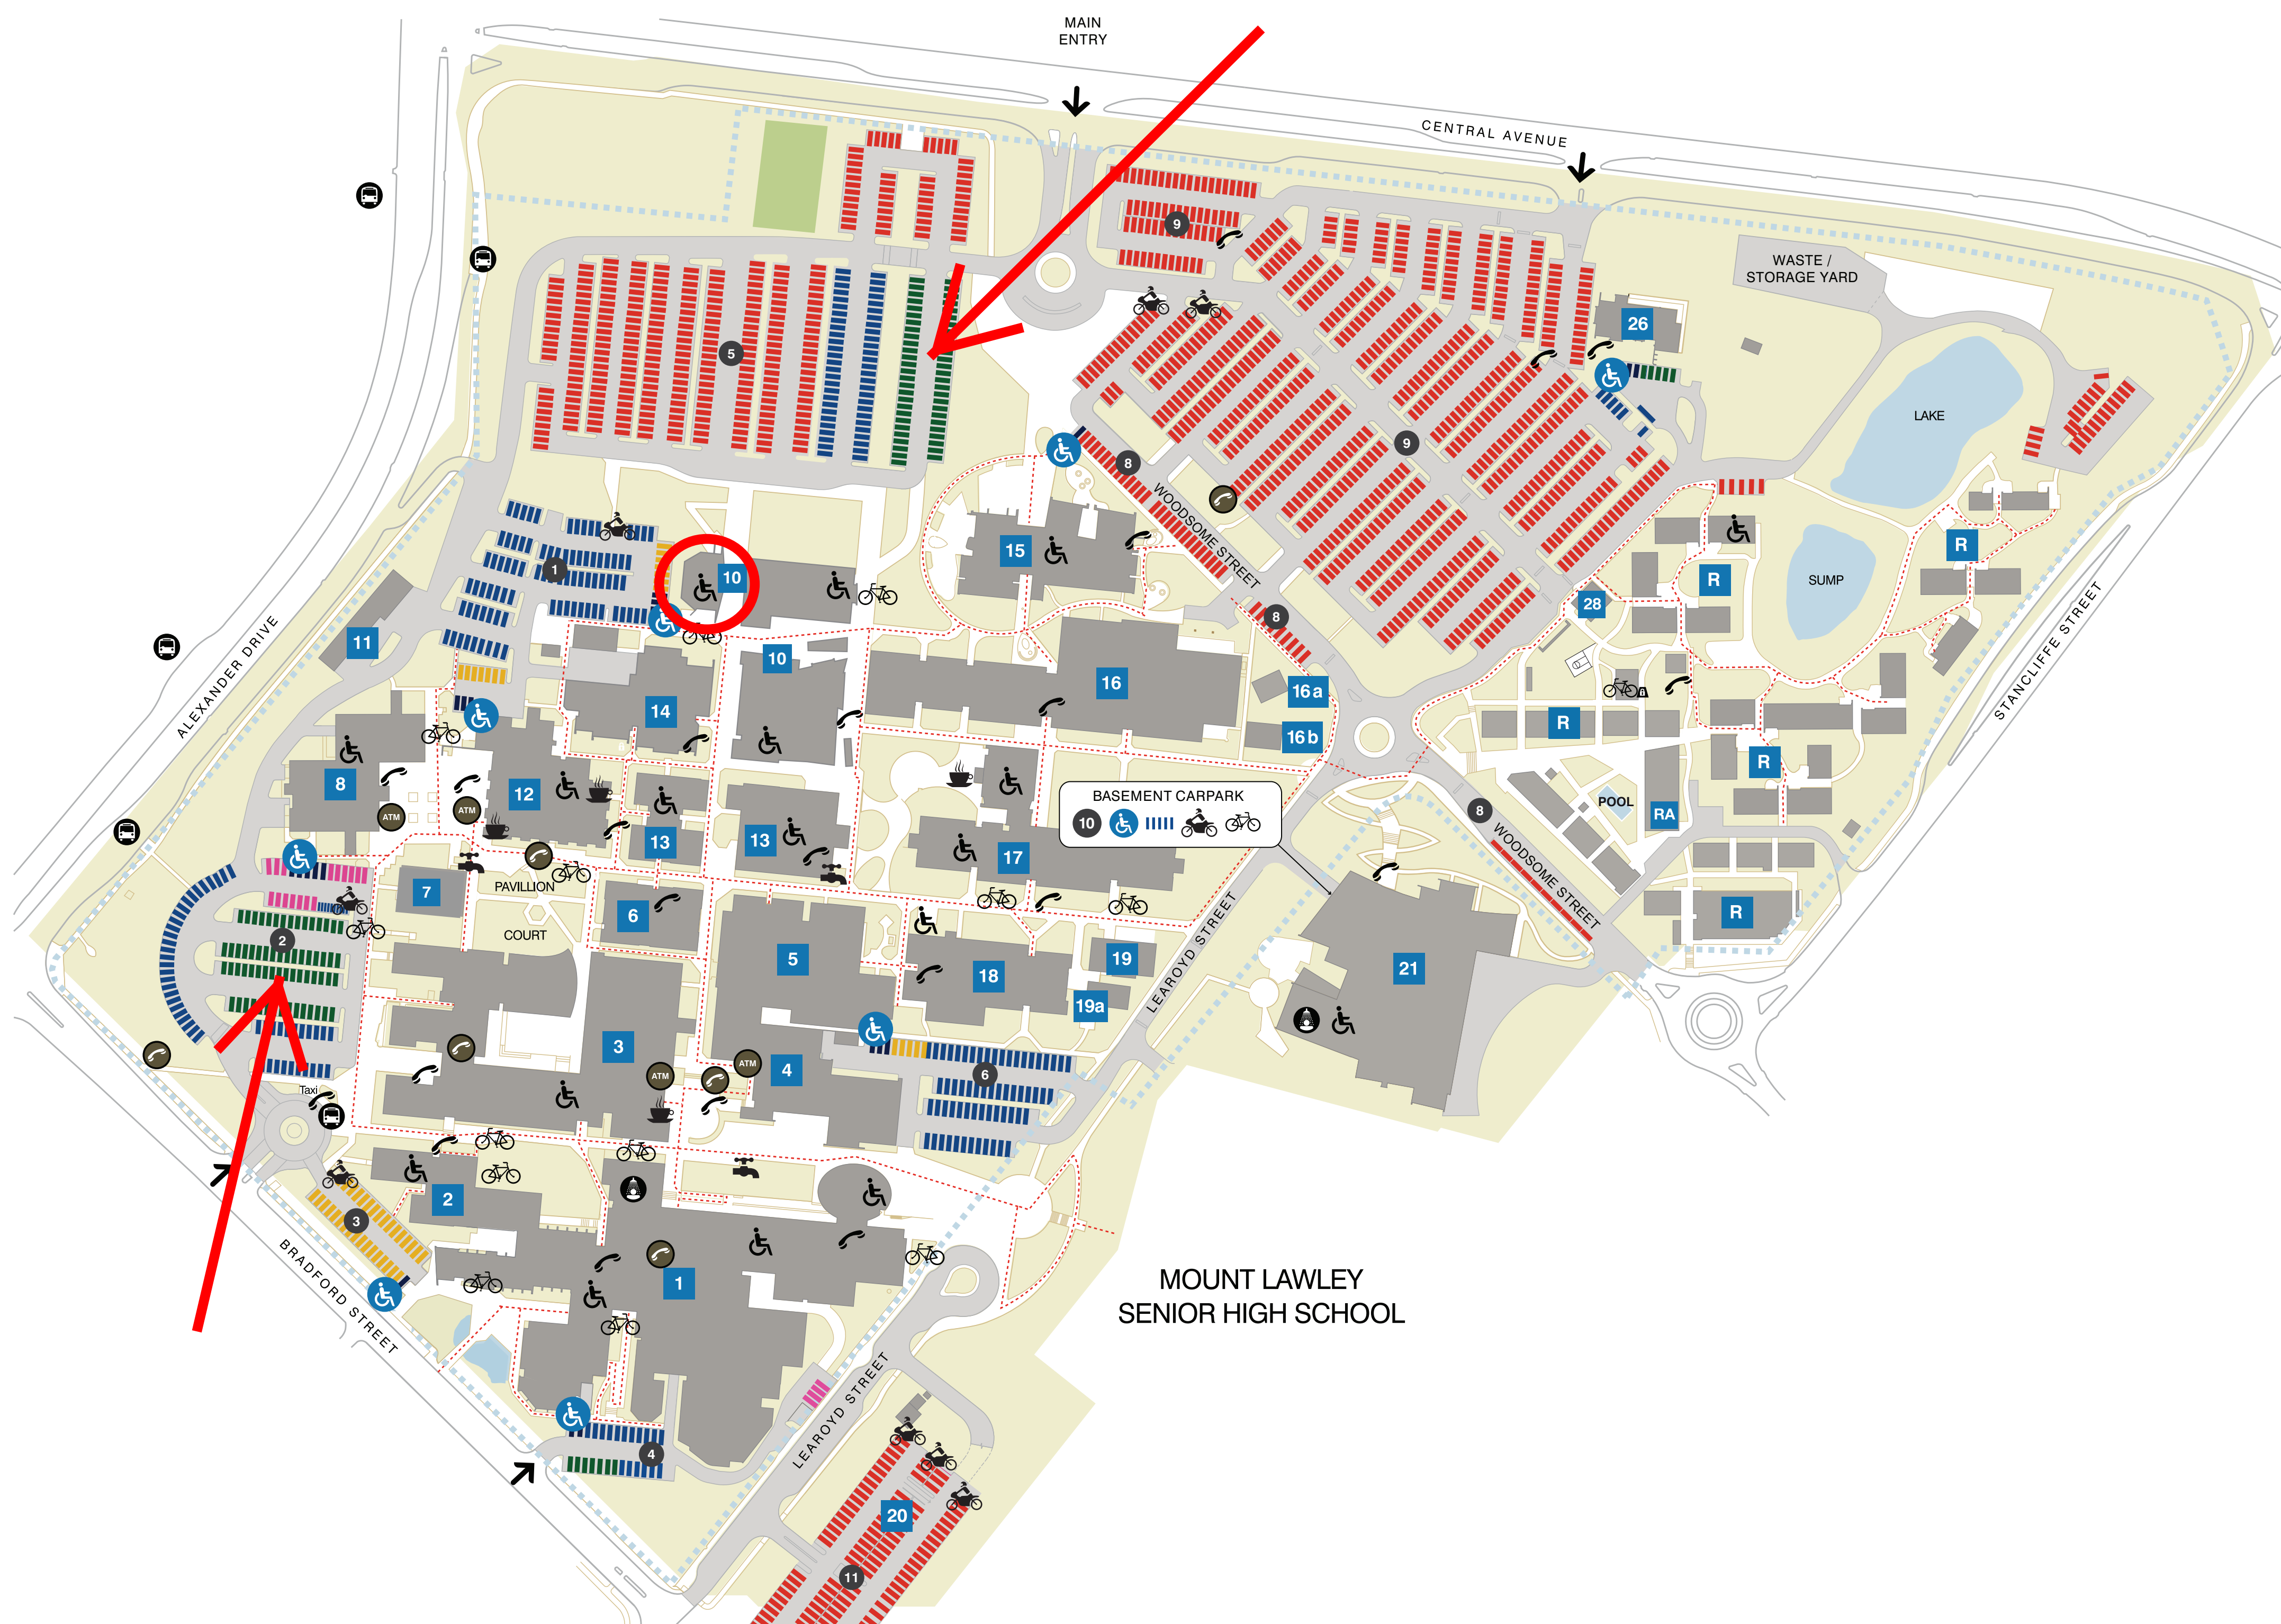 MAIN
ENTRY
CENTRAL AVENUE
9
WASTE /
STORAGE YARD
26
5
LAKE
9
8
WOODSOME STREET
15
R
1
10
R
SUMP
28
8
11
10
14
16
16a
16b
R
R
ALEXANDER DRIVE
STANCLIFFE STREET
8
12
ATM
ATM
13
13
BASEMENT CARPARK
10
17
POOL
RA
8
WOODSOME STREET
7
PAVILLION
COURT
6
R
2
5
18
19
19a
LEAROYD STREET
21
3
4
ATM
ATM
6
Taxi
2
3
BRADFORD STREET
1
MOUNT LAWLEY
SENIOR HIGH SCHOOL
LEAROYD STREET
4
20
11